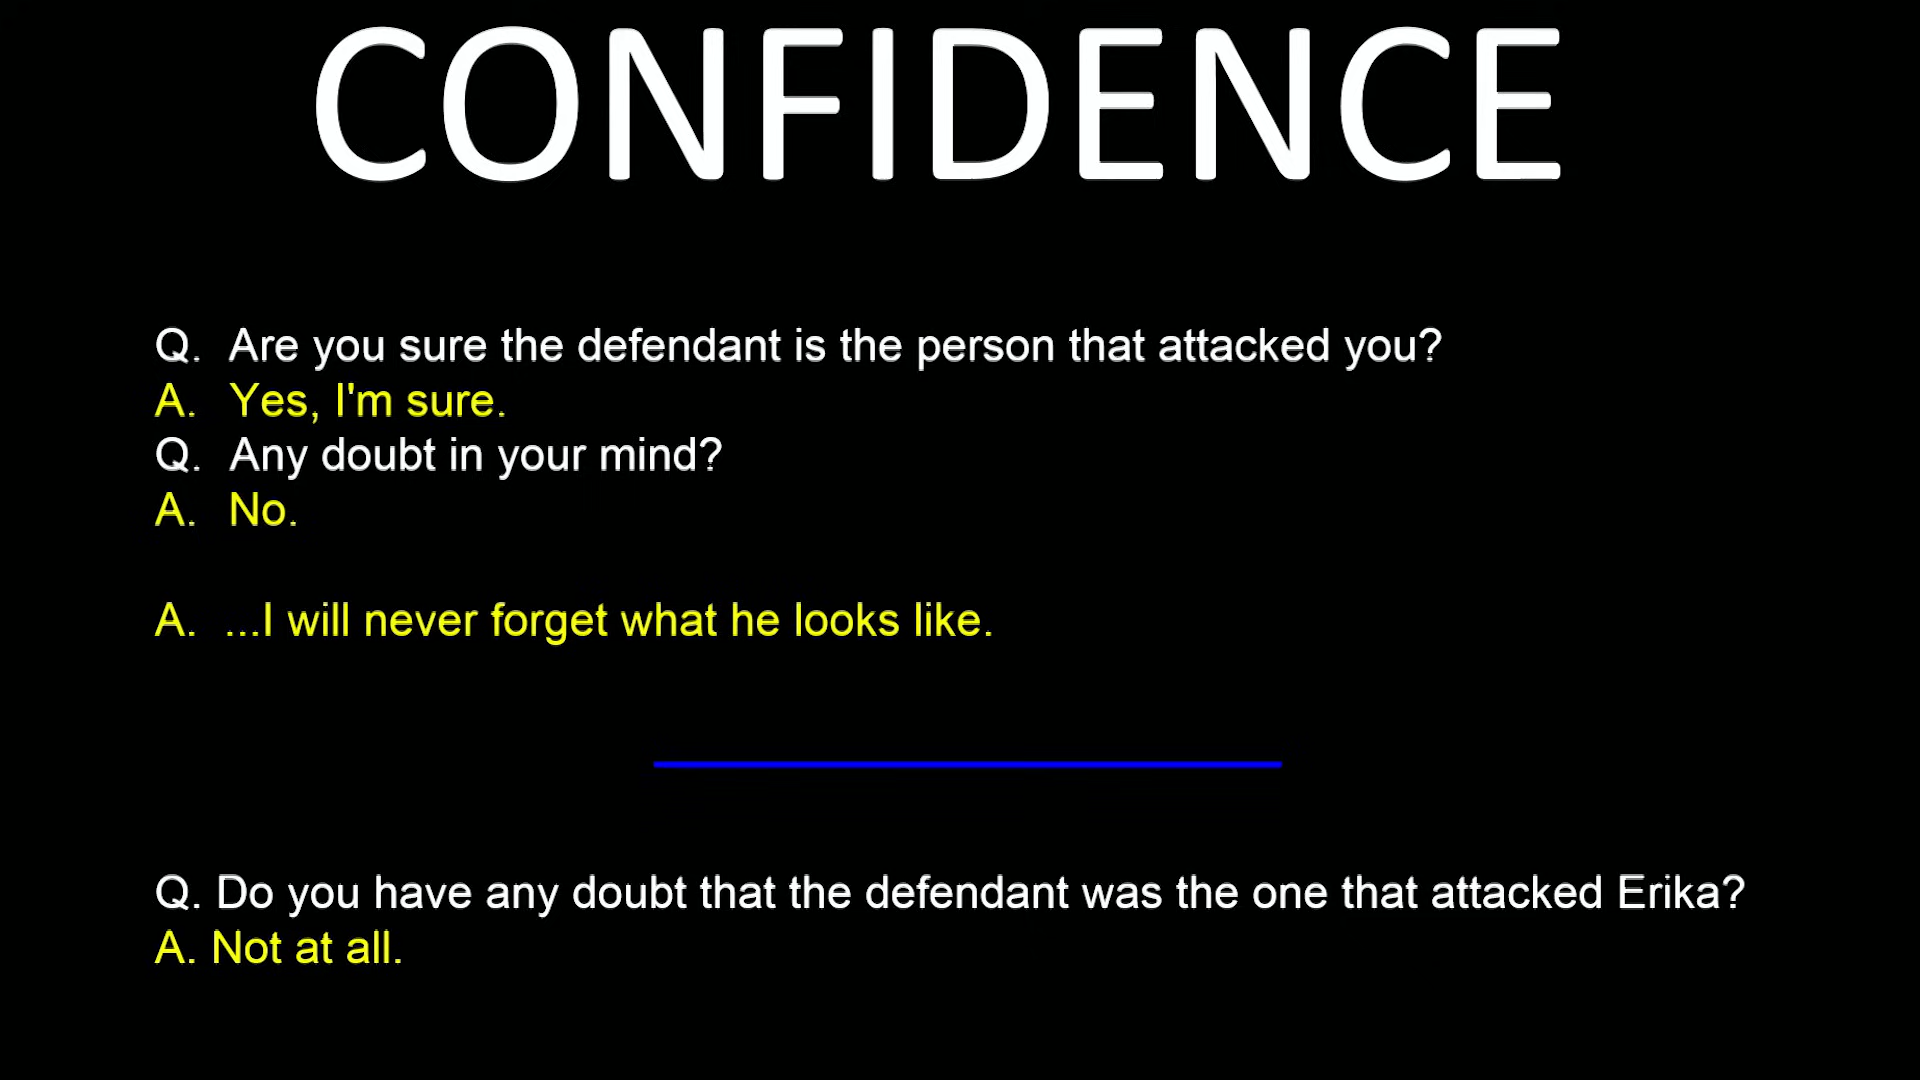 CONFIDENCE
Q. Are you sure the defendant is the person that attacked you?
A. Yes, I'm sure.
Q. Any doubt in your mind?
A. No.
A. ...I will never forget what he looks like.
Q. Do you have any doubt that the defendant was the one that attacked Erika?
A. Not at all.